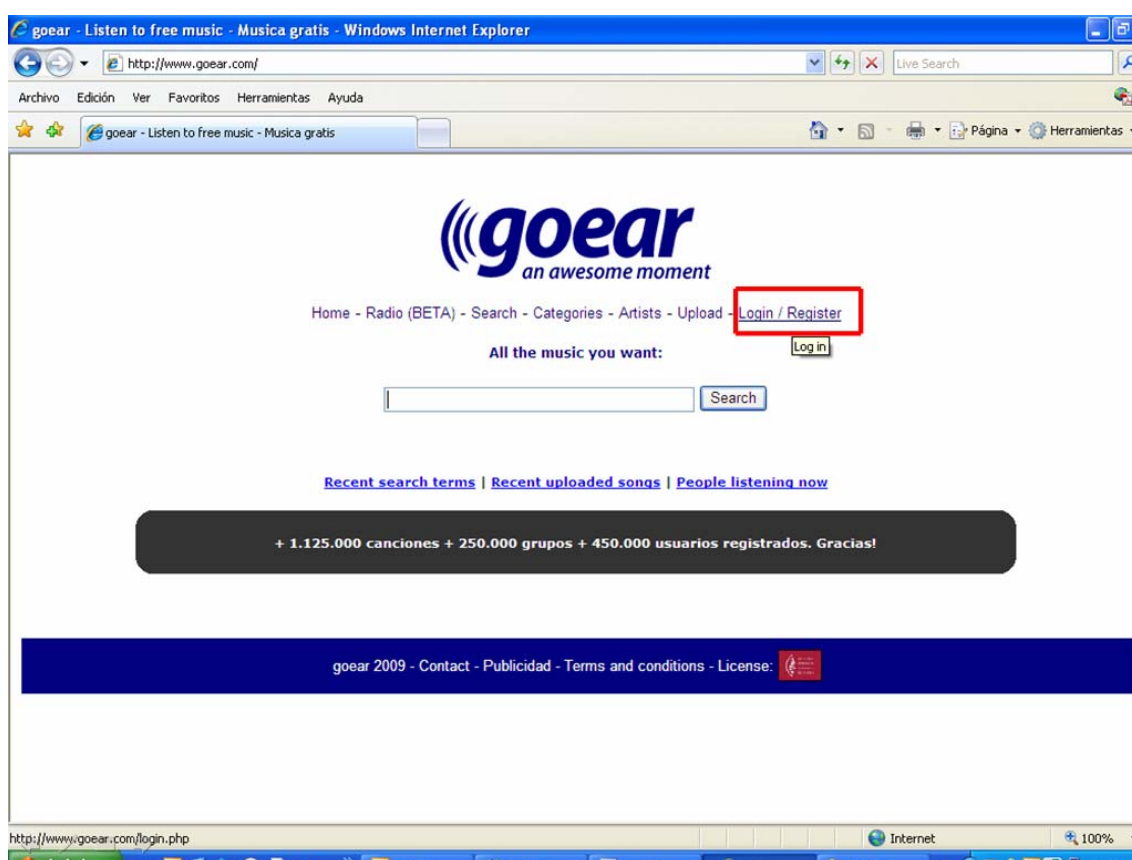 goear - Listen to free music - Musica gratis - Windows Internet Explorer
http://www.goear.com/
Live Search
Archivo Edición Ver Favoritos Herramientas Ayuda
goear - Listen to free music - Musica gratis
Página Herramientas
goear
an awesome moment
Home - Radio (BETA) - Search - Categories - Artists - Upload - Login / Register
Log in
All the music you want:
Search
Recent search terms | Recent uploaded songs | People listening now
+ 1.125.000 canciones + 250.000 grupos + 450.000 usuarios registrados. Gracias!
goear 2009 - Contact - Publicidad - Terms and conditions - License:
http://www.goear.com/login.php
Internet
100%